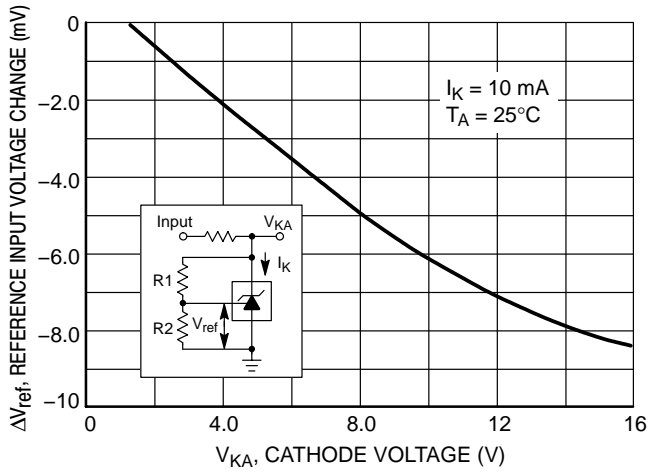 ΔVref, REFERENCE INPUT VOLTAGE CHANGE (mV)
0
−2.0
−4.0
−6.0
−8.0
−10
IK = 10 mA
TA = 25°C
Input
VKA
IK
R1
R2
Vref
0
4.0
8.0
12
16
VKA, CATHODE VOLTAGE (V)